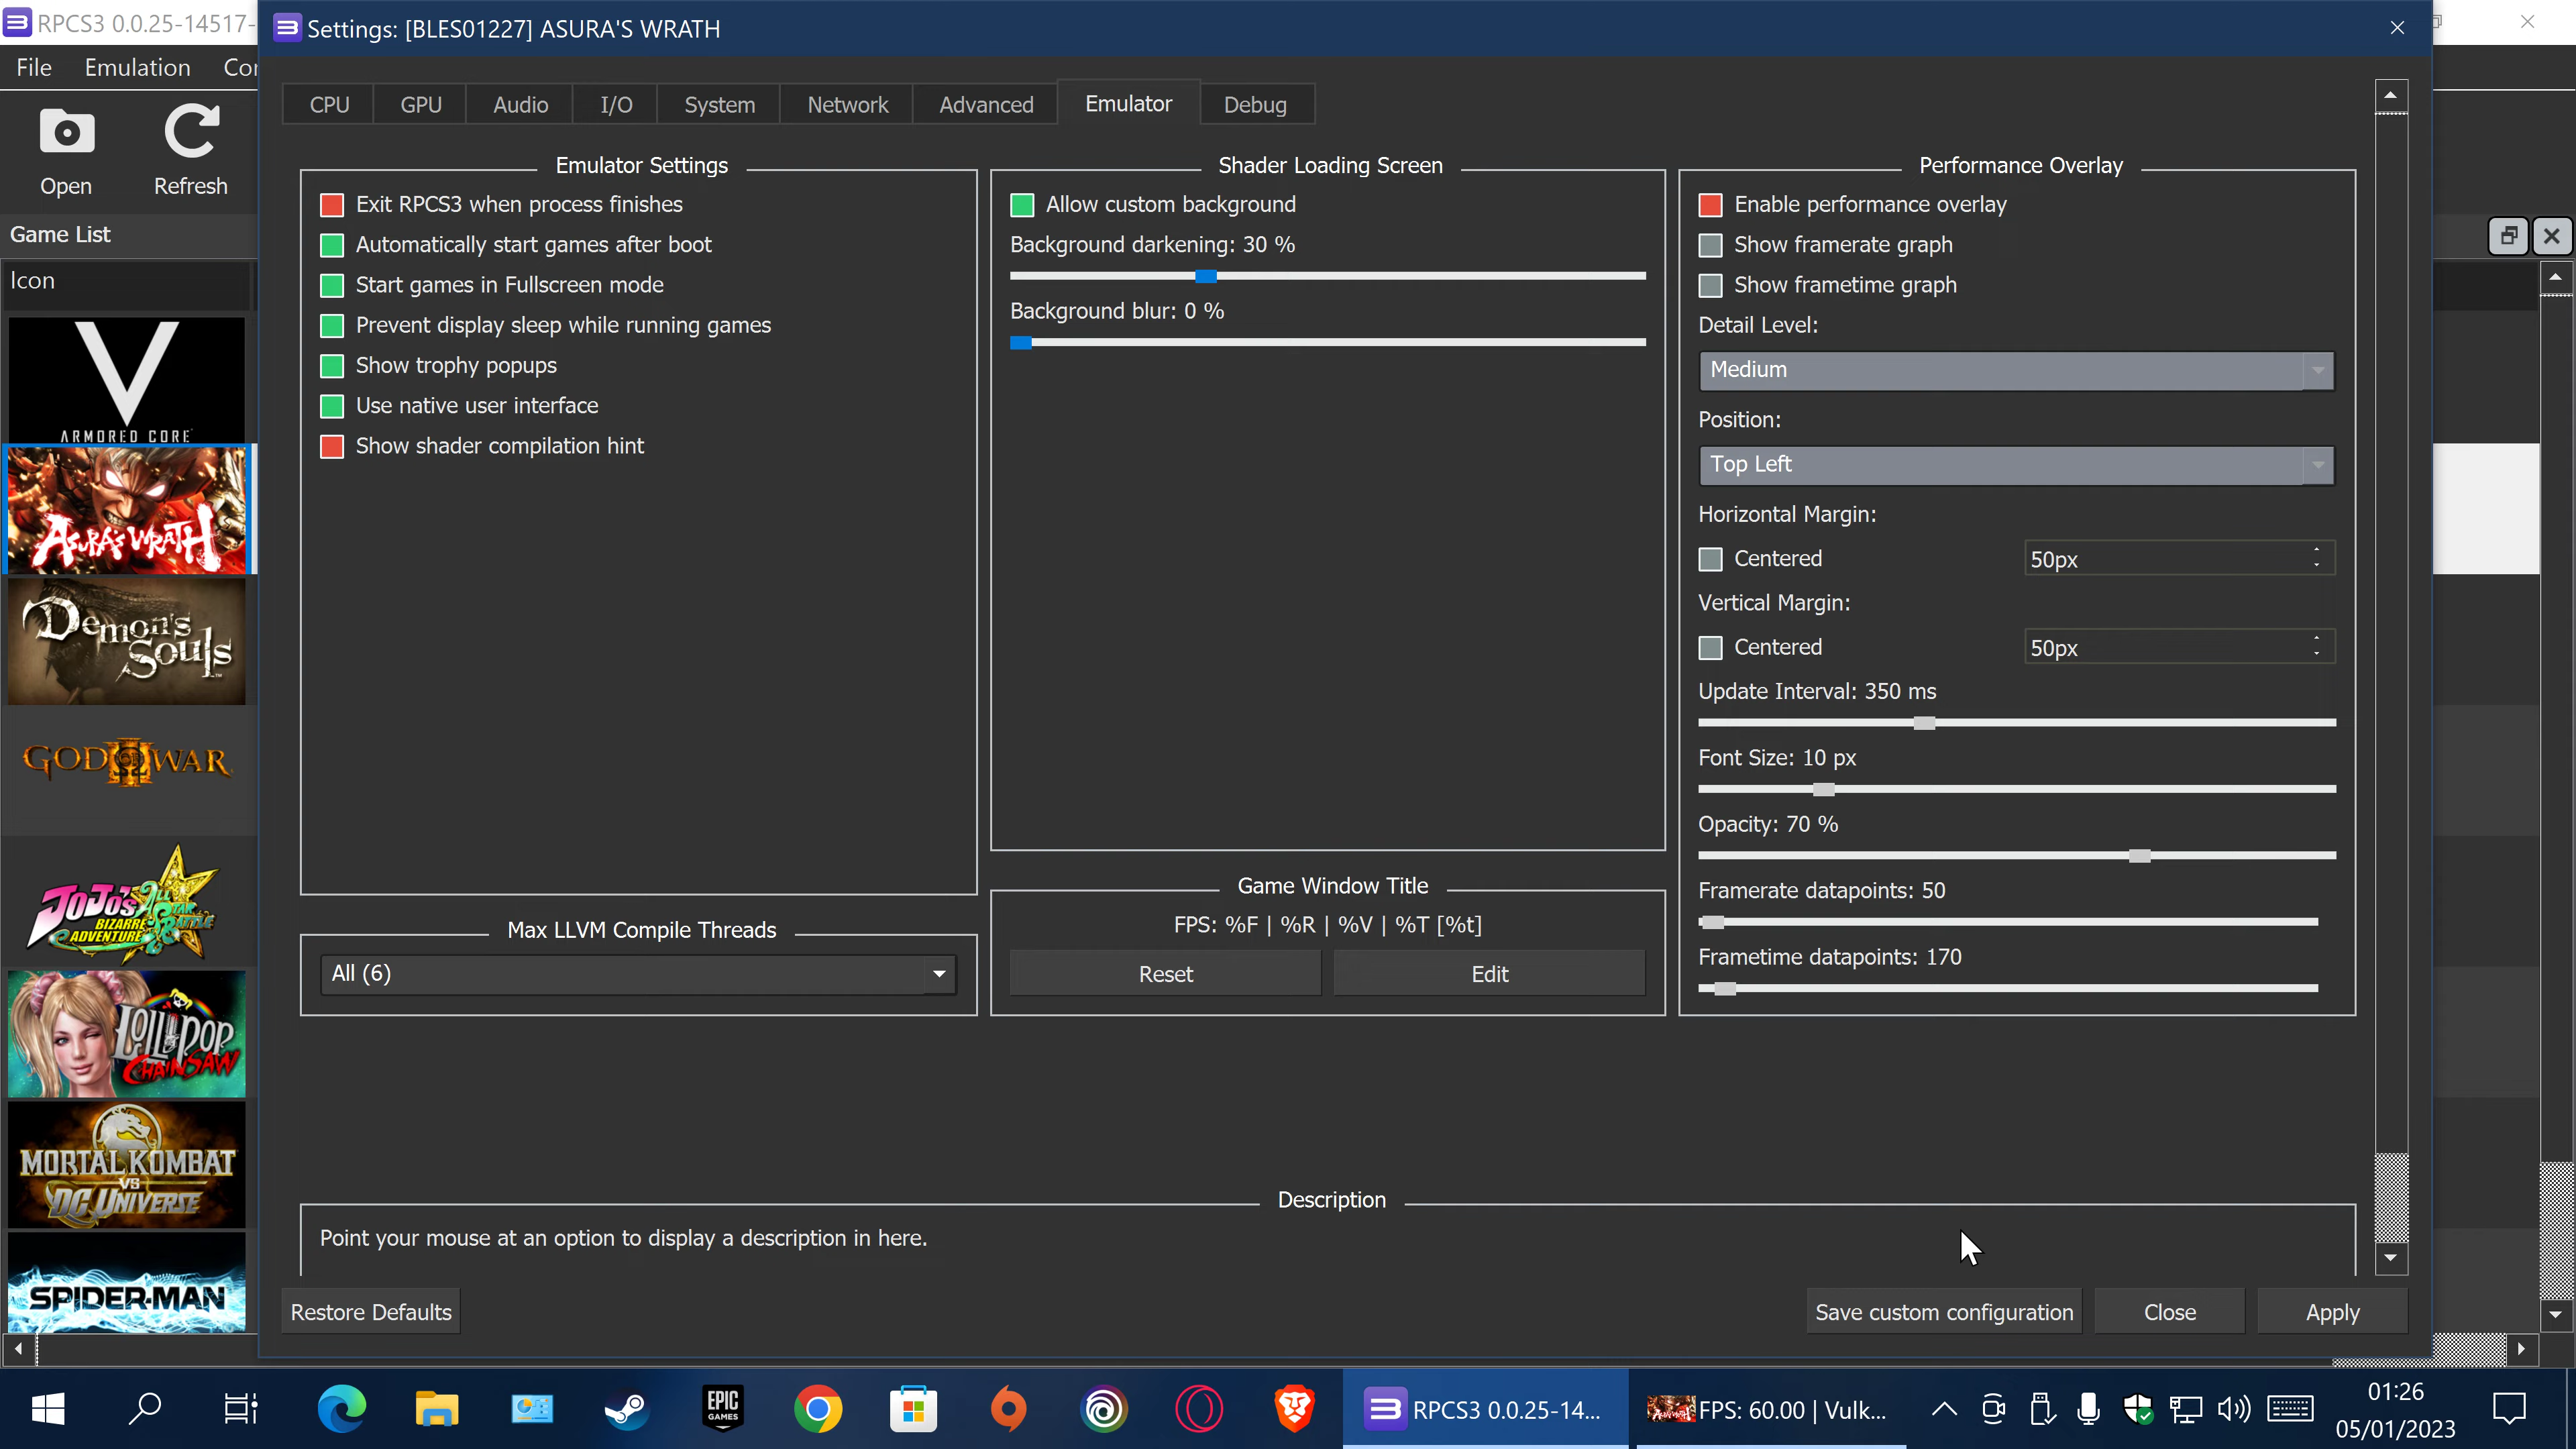 RPCS3 0.0.25-14517-
Settings: [BLES01227] ASURA'S WRATH
File Emulation Co
CPU GPU Audio I/O System Network Advanced Emulator Debug
Open Refresh
Game List
Icon
ARMORED CORE
ASURA'S WRATH
Demon's
Souls
GOD OF WAR
JOJO'S
BIZARRE
ADVENTURE
ALL
STAR
BATTLE
LOLLIPOP
CHAINSAW
MORTAL KOMBAT
VS
DC UNIVERSE
SPIDER-MAN
Emulator Settings
Exit RPCS3 when process finishes
Automatically start games after boot
Start games in Fullscreen mode
Prevent display sleep while running games
Show trophy popups
Use native user interface
Show shader compilation hint
Max LLVM Compile Threads
All (6)
Shader Loading Screen
Allow custom background
Background darkening: 30 %
Background blur: 0 %
Game Window Title
FPS: %F | %R | %V | %T [%t]
Reset Edit
Performance Overlay
Enable performance overlay
Show framerate graph
Show frametime graph
Detail Level:
Medium
Position:
Top Left
Horizontal Margin:
Centered 50px
Vertical Margin:
Centered 50px
Update Interval: 350 ms
Font Size: 10 px
Opacity: 70 %
Framerate datapoints: 50
Frametime datapoints: 170
Description
Point your mouse at an option to display a description in here.
Restore Defaults Save custom configuration Close Apply
EPIC
GAMES
RPCS3 0.0.25-14...
FPS: 60.00 | Vulk...
01:26
05/01/2023